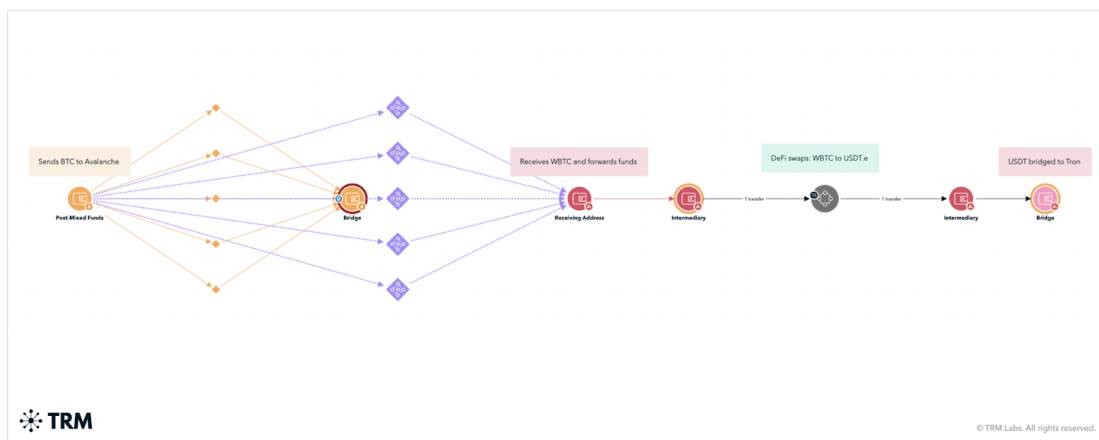 Sends BTC to Avalanche
Receives WBTC and forwards funds
DeFi swaps: WBTC to USDT.e
USDT bridged to Tron
Post-Mixed Funds
Bridge
Receiving Address
Intermediary
1 transfer
1 transfer
Intermediary
Bridge
TRM
© TRM Labs. All rights reserved.